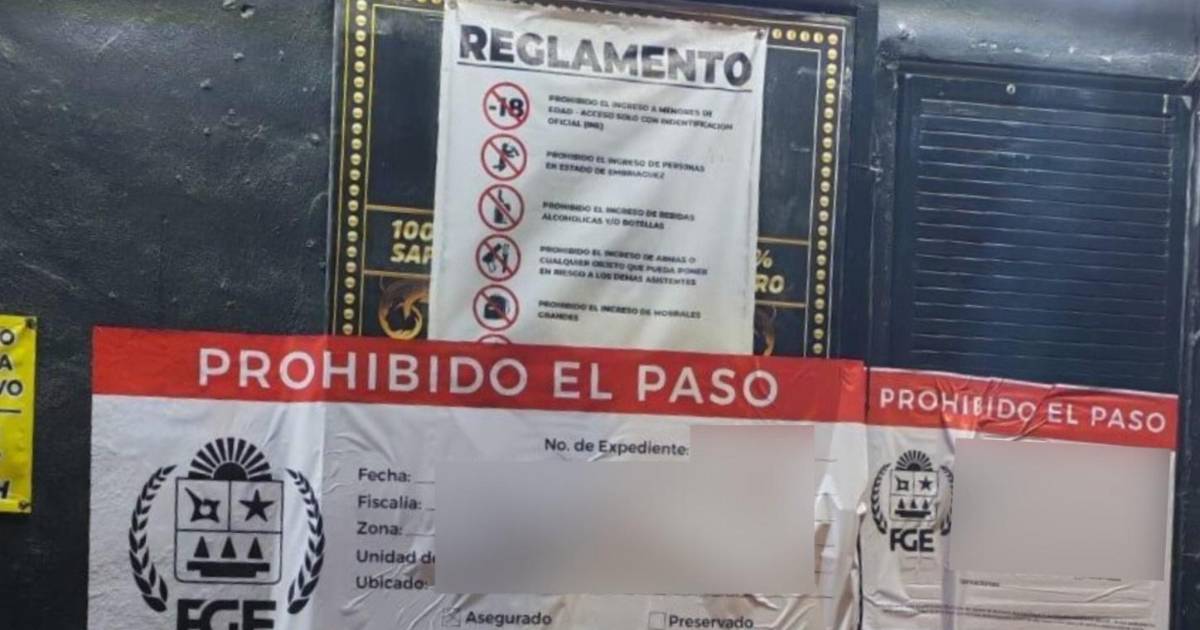 REGLAMENTO
-18
PROHIBIDO EL INGRESO A MENORES DE
EDAD - ACCESO SOLO CON INDENTIFICACION
OFICIAL (INE)
PROHIBIDO EL INGRESO DE PERSONAS
EN ESTADO DE EMBRIAGUEZ
PROHIBIDO EL INGRESO DE BEBIDAS
ALCOHOLICAS Y/O BOTELLAS
PROHIBIDO EL INGRESO DE ARMAS O
CUALQUIER OBJETO QUE PUEDA PONER
EN RIESGO A LOS DEMAS ASISTENTES
PROHIBIDO EL INGRESO DE MORRALES
GRANDES
100
%
PROHIBIDO EL PASO
No. de Expediente:
Fecha:
Fiscalia:
Zona:
Unidad de
Ubicado:
Asegurado
Preservado
FGE
PROHIBIDO EL PASO
FGE